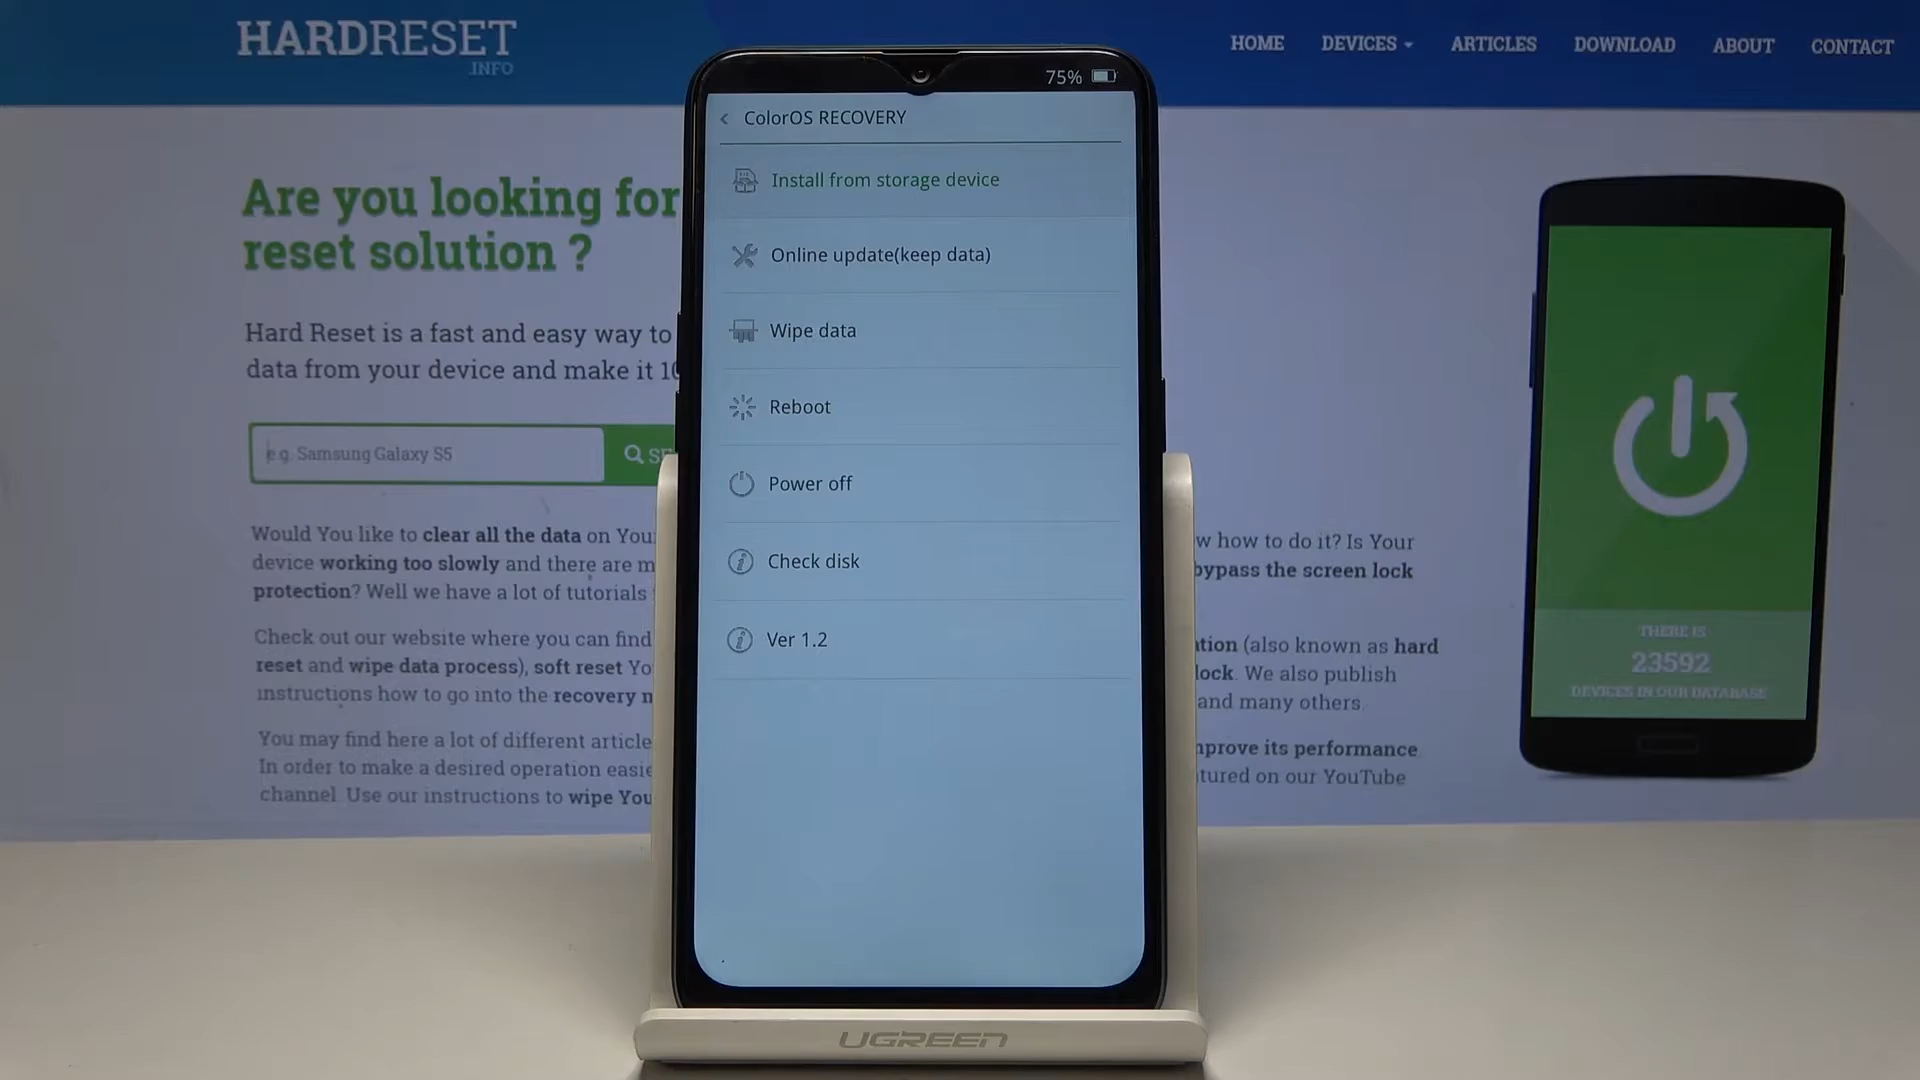 HARDRESET
.INFO
HOME DEVICES ARTICLES DOWNLOAD ABOUT CONTACT
75%
ColorOS RECOVERY
Install from storage device
Online update(keep data)
Wipe data
Reboot
Power off
Check disk
Ver 1.2
Are you looking for
reset solution ?
Hard Reset is a fast and easy way to
data from your device and make it
e.g. Samsung Galaxy S5
Would You like to clear all the data on
device working too slowly and there are
protection? Well we have a lot of tutorials
Check out our website where you can find
reset and wipe data process), soft reset
instructions how to go into the recovery
You may find here a lot of different
In order to make a desired operation
channel. Use our instructions to wipe
how to do it? Is Your
bypass the screen lock
(also known as hard
lock. We also publish
and many others.
improve its performance.
on our YouTube
THERE IS
23592
DEVICES IN OUR DATABASE
UGREEN